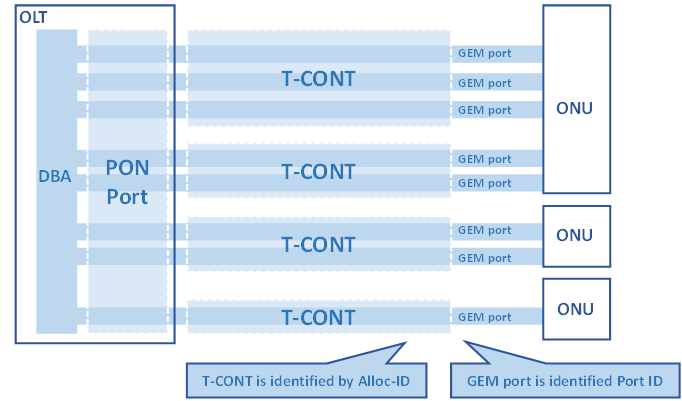 OLT
DBA
PON
Port
T-CONT
GEM port
GEM port
GEM port
ONU
T-CONT
GEM port
GEM port
T-CONT
GEM port
GEM port
ONU
T-CONT
GEM port
ONU
T-CONT is identified by Alloc-ID
GEM port is identified Port ID